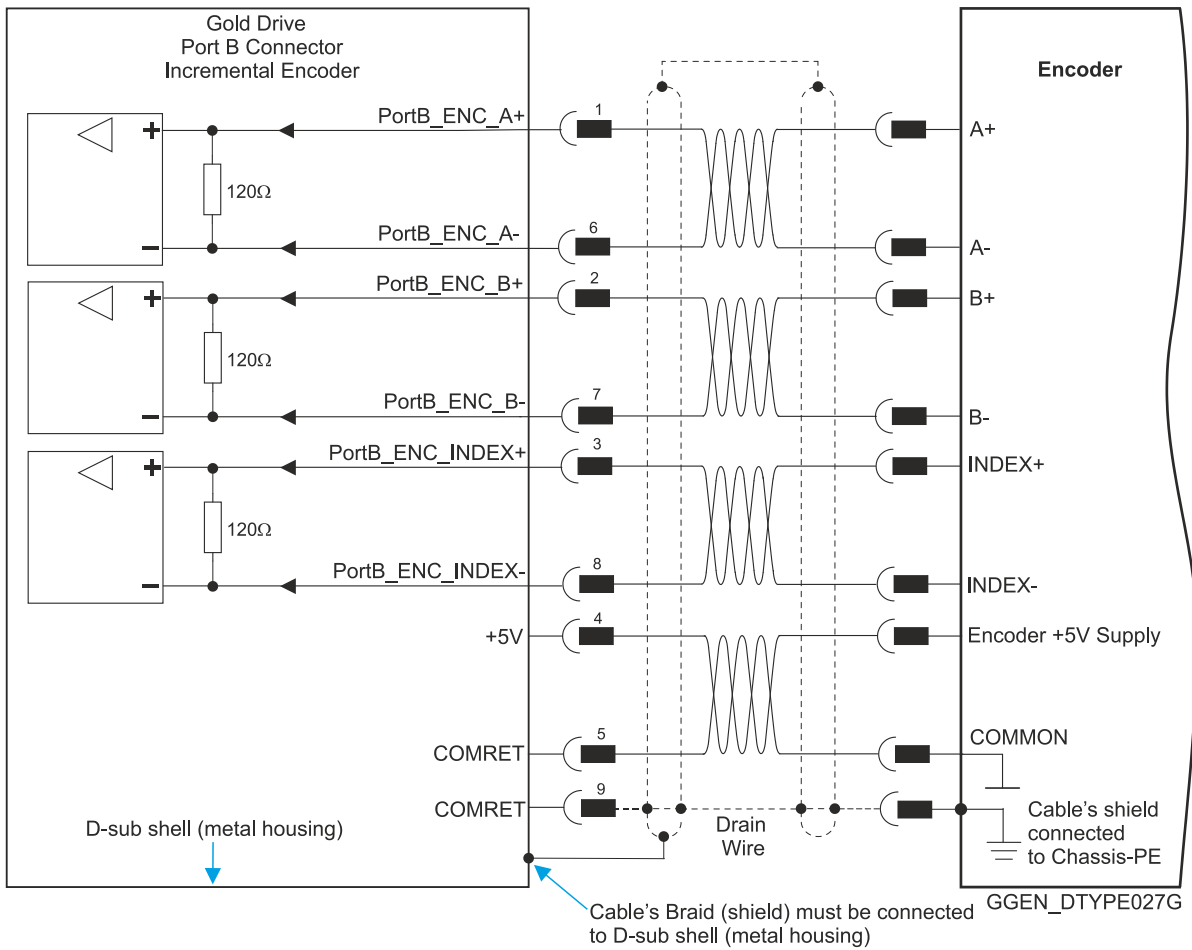 Gold Drive
Port B Connector
Incremental Encoder
Encoder
PortB_ENC_A+
1
A+
120Ω
PortB_ENC_A-
6
A-
PortB_ENC_B+
2
B+
120Ω
PortB_ENC_B-
7
B-
PortB_ENC_INDEX+
3
INDEX+
120Ω
PortB_ENC_INDEX-
8
INDEX-
+5V
4
Encoder +5V Supply
COMRET
5
COMMON
COMRET
9
Drain
Wire
Cable's shield
connected
to Chassis-PE
D-sub shell (metal housing)
GGEN_DTYPE027G
Cable's Braid (shield) must be connected
to D-sub shell (metal housing)